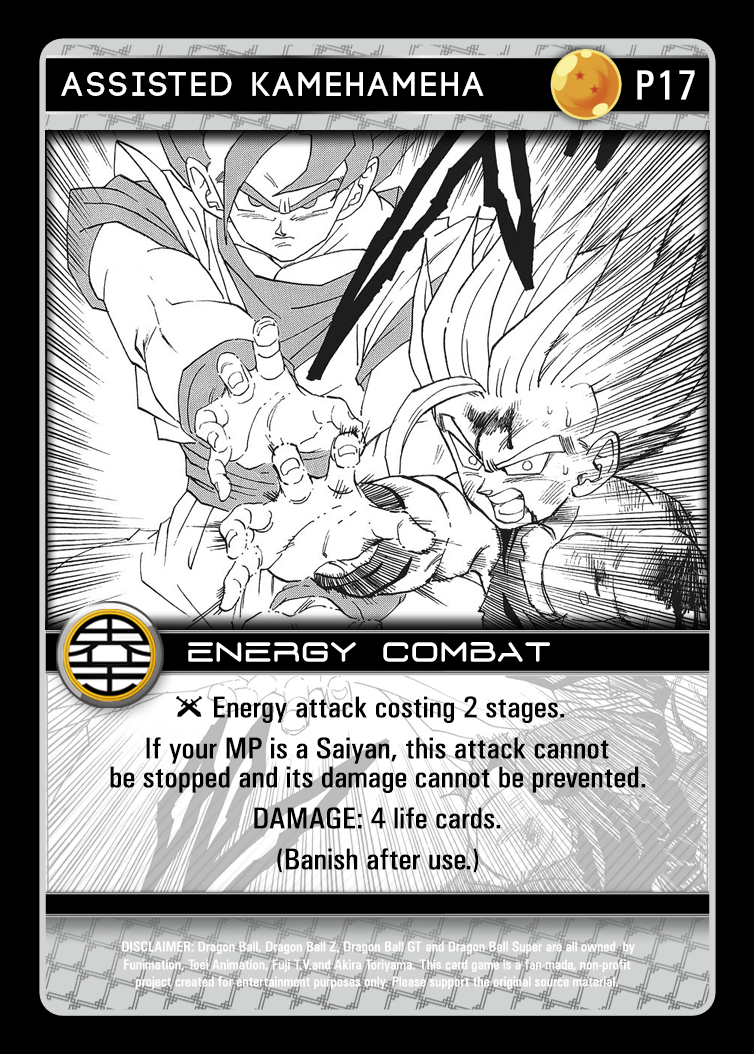 ASSISTED KAMEHAMEHA
P17
ENERGY COMBAT
Energy attack costing 2 stages.
If your MP is a Saiyan, this attack cannot
be stopped and its damage cannot be prevented.
DAMAGE: 4 life cards.
(Banish after use.)
DISCLAIMER: Dragon Ball, Dragon Ball Z, Dragon Ball GT and Dragon Ball Super are all owned by
Funimation, Toei Animation, Fuji T.V and Akira Toriyama. This card game is a fan-made, non-profit
project created for entertainment purposes only. Please support the original source material.